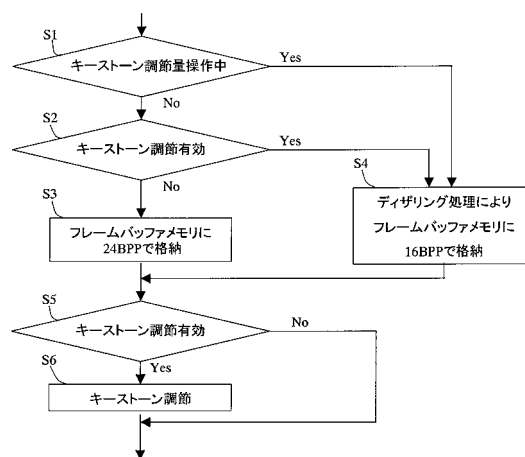 S1
キーストーン調節量操作中
Yes
No
S2
キーストーン調節有効
Yes
No
S4
ディザリング処理により
フレームバッファメモリに
16BPPで格納
S3
フレームバッファメモリに
24BPPで格納
S5
キーストーン調節有効
No
Yes
S6
キーストーン調節